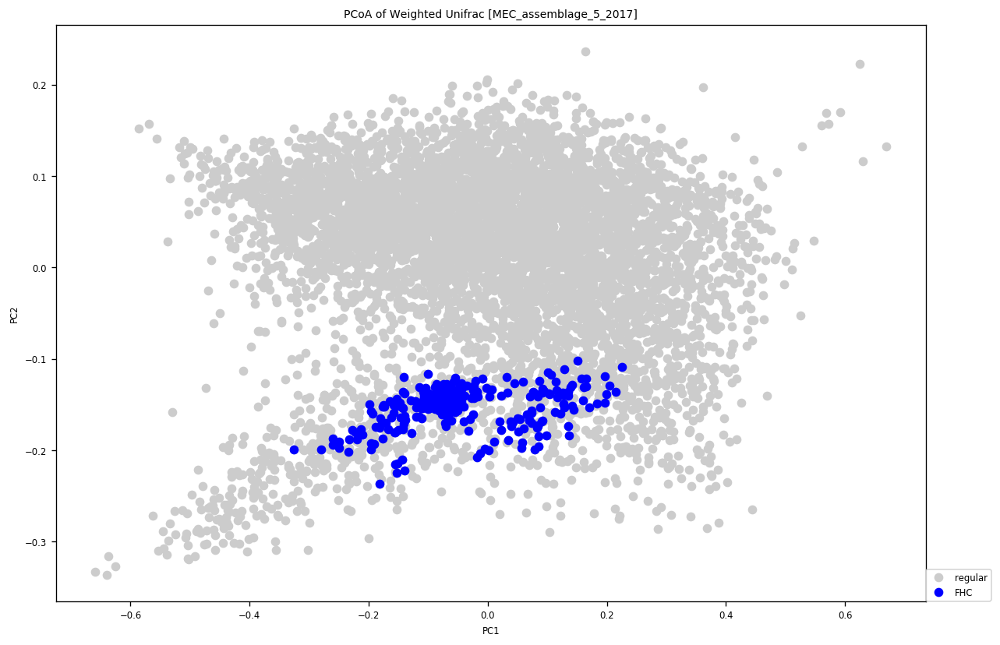 PCoA of Weighted Unifrac [MEC_assemblage_5_2017]
0.2
0.1
0.0
−0.1
−0.2
−0.3
PC2
−0.6
−0.4
−0.2
0.0
0.2
0.4
0.6
PC1
regular
FHC